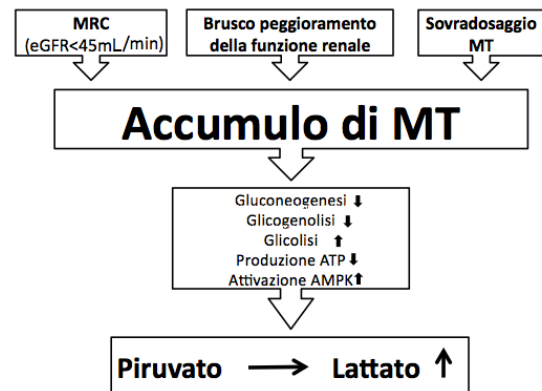 MRC
(eGFR<45mL/min)
Brusco peggioramento
della funzione renale
Sovradosaggio
MT
Accumulo di MT
Gluconeogenesi ⬇
Glicogenolisi ⬇
Glicolisi ⬆
Produzione ATP ⬇
Attivazione AMPK ⬆
Piruvato → Lattato ↑